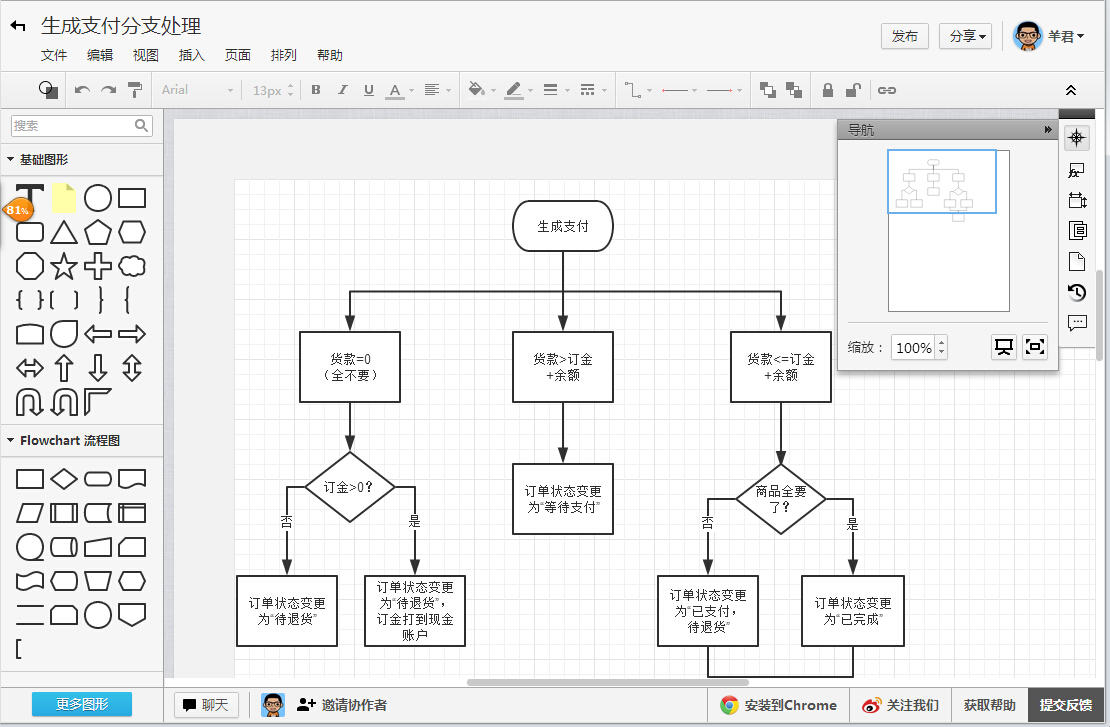 生成支付分支处理
文件 编辑 视图 插入 页面 排列 帮助
发布 分享 羊君
Arial 13px B I U A
搜索
基础图形
T
81%
Flowchart 流程图
更多图形
生成支付
货款=0
（全不要）
货款>订金
+余额
货款<=订金
+余额
订金>0？
否
是
订单状态变更
为“等待支付”
商品全要
了？
否
是
订单状态变更
为“待退货”
订单状态变更
为“待退货”，
订金打到现金
账户
订单状态变更
为“已支付，
待退货”
订单状态变更
为“已完成”
导航
缩放： 100%
fx
聊天 邀请协作者 安装到Chrome 关注我们 获取帮助 提交反馈